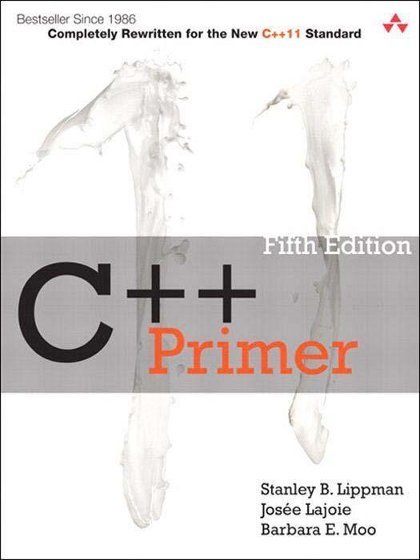 Bestseller Since 1986
Completely Rewritten for the New C++11 Standard
Fifth Edition
C++
Primer
Stanley B. Lippman
Josée Lajoie
Barbara E. Moo